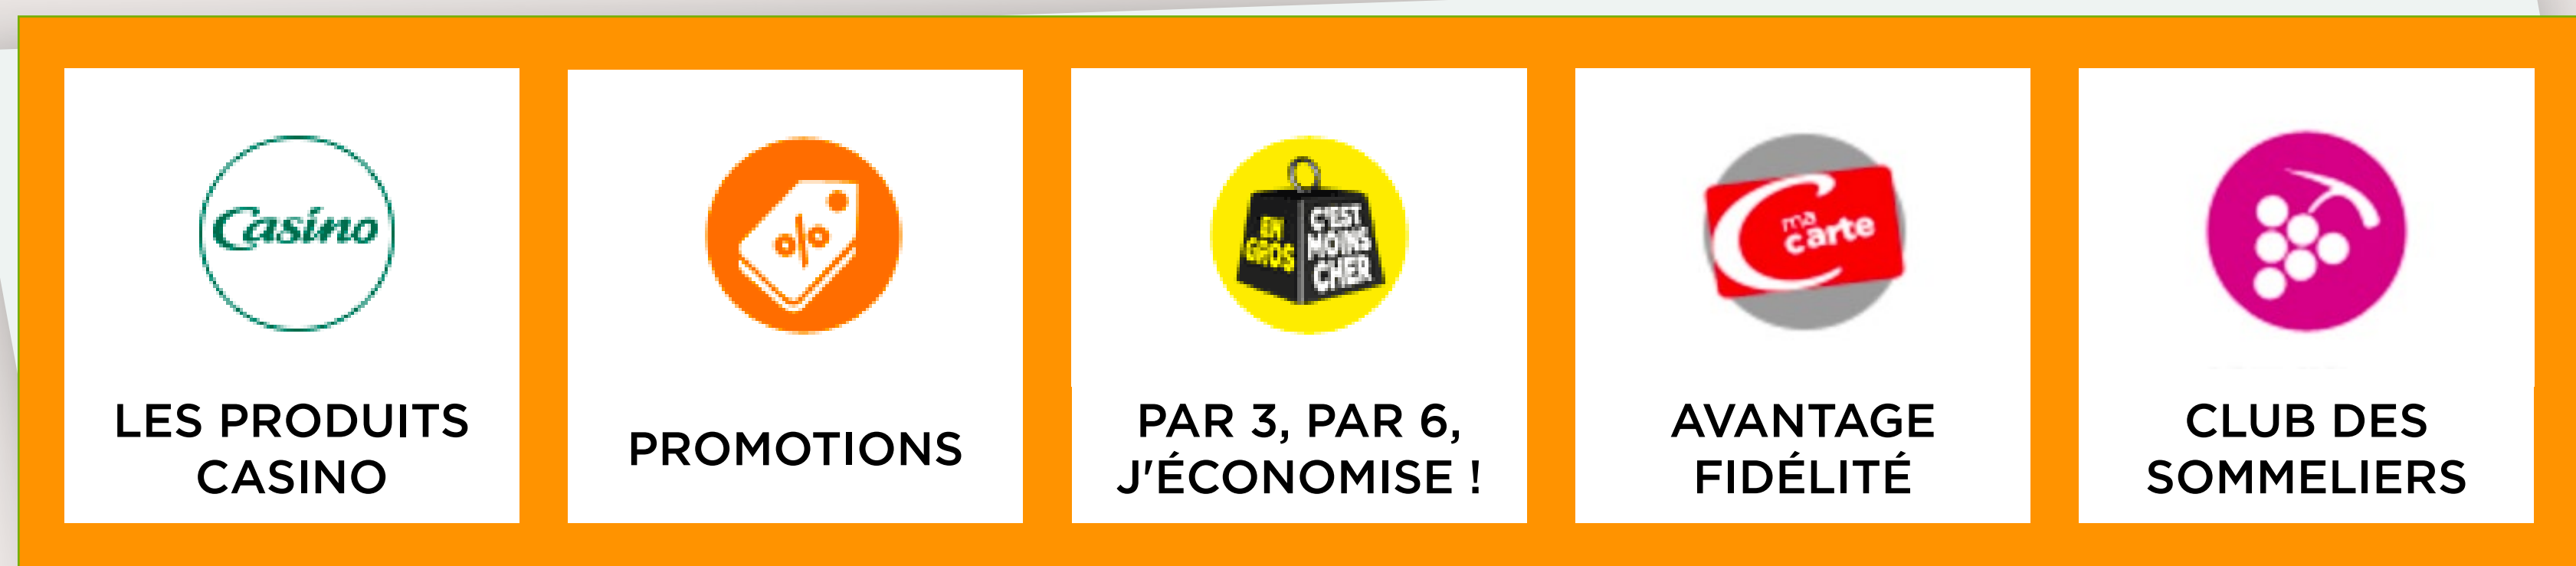 Casino
LES PRODUITS
CASINO
%
PROMOTIONS
EN
GROS
C'EST
MOINS
CHER
PAR 3, PAR 6,
J'ÉCONOMISE !
ma
carte
AVANTAGE
FIDÉLITÉ
CLUB DES
SOMMELIERS